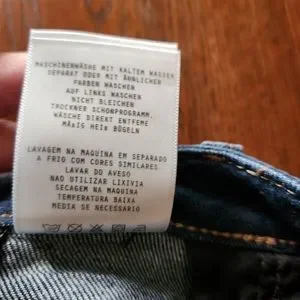 MASCHINENWÄSHE MIT KALTEM WASSER
SEPARAT ODER MIT ÄHNLICHEN
FARBEN WASCHEN
AUF LINKS WASCHEN
NICHT BLEICHEN
TROCKNER SCHONPROGRAMM.
WÄSCHE DIREKT ENTFEME
MÄßIG HEIß BÜGELN
LAVAGEM NA MAQUINA EM SEPARADO
A FRIO COM CORES SIMILARES
LAVAR DO AVESO
NAO UTILIZAR LIXIVIA
SECAGEM NA MAQUINA
TEMPERATURA BAIXA
MEDIA SE NECESSARIO